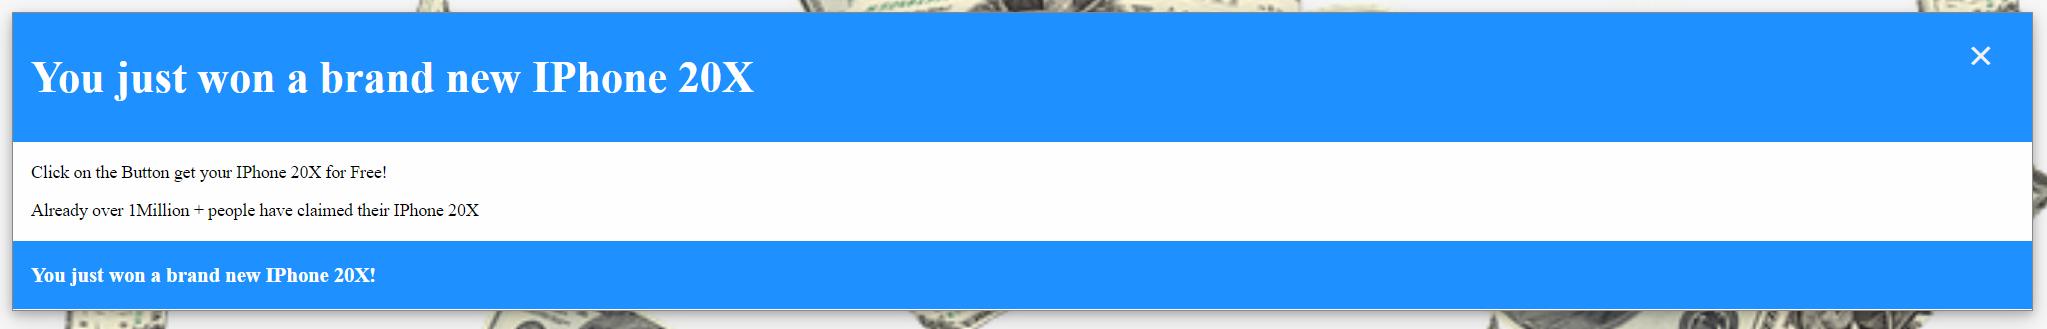 You just won a brand new IPhone 20X
Click on the Button get your IPhone 20X for Free!
Already over 1Million + people have claimed their IPhone 20X
You just won a brand new IPhone 20X!